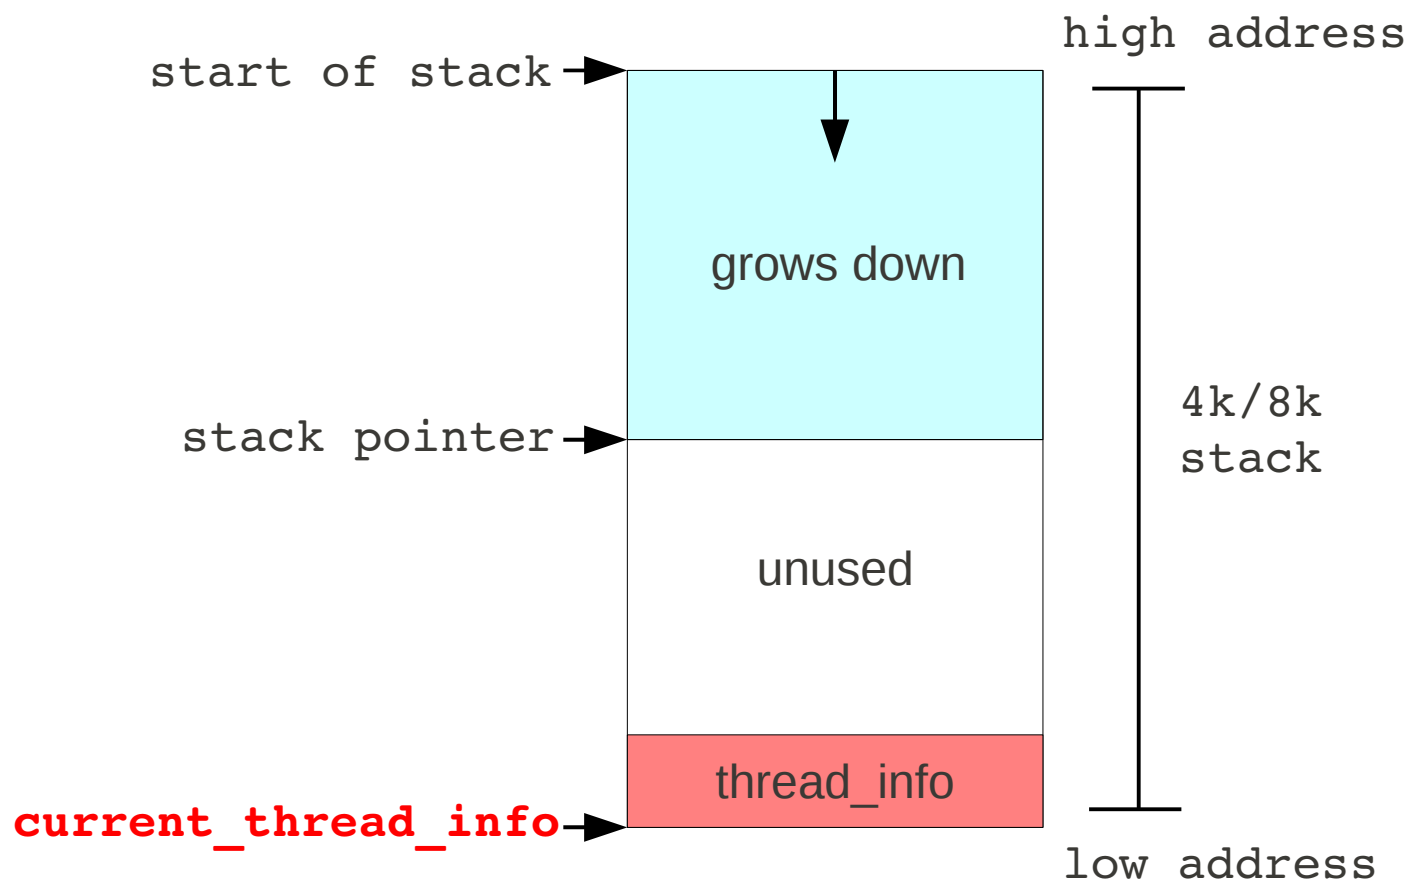 high address
start of stack
grows down
4k/8k
stack
stack pointer
unused
thread_info
current_thread_info
low address